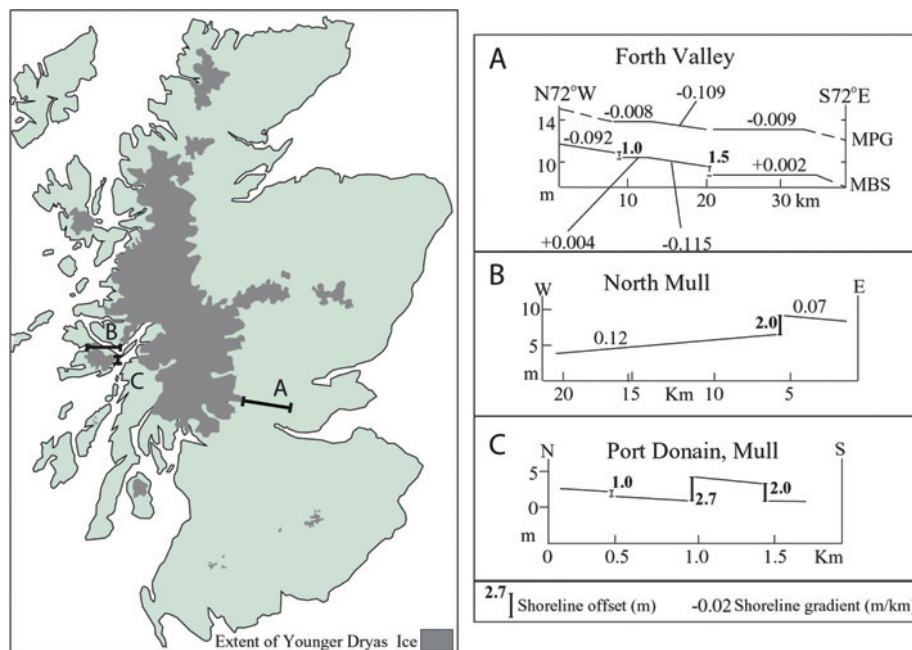 B
C
A
Extent of Younger Dryas Ice
A
Forth Valley
N72°W
S72°E
-0.109
-0.008
-0.009
14
MPG
-0.092
1.0
1.5
10
+0.002
MBS
m
10
20
30 km
+0.004
-0.115
B
North Mull
W
E
10
0.07
0.12
2.0
5
m
20
15
Km
10
5
C
Port Donain, Mull
N
S
5
1.0
2.0
2.7
0
m
0
0.5
1.0
1.5
Km
2.7
Shoreline offset (m)
-0.02 Shoreline gradient (m/km)